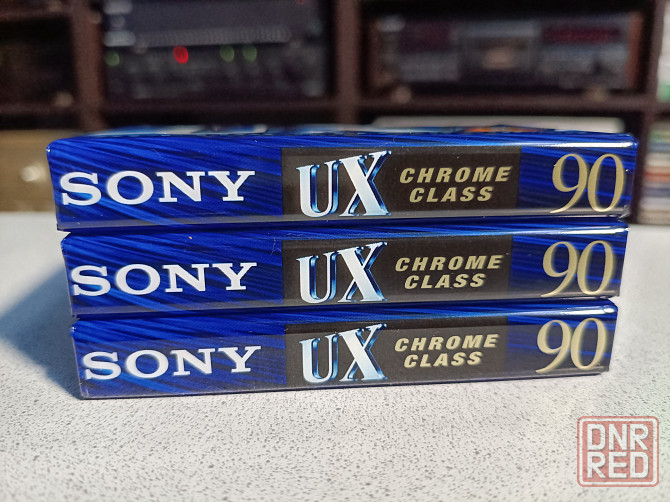 SONY UX CHROME CLASS 90
SONY UX CHROME CLASS 90
SONY UX CHROME CLASS 90
DNR
RED